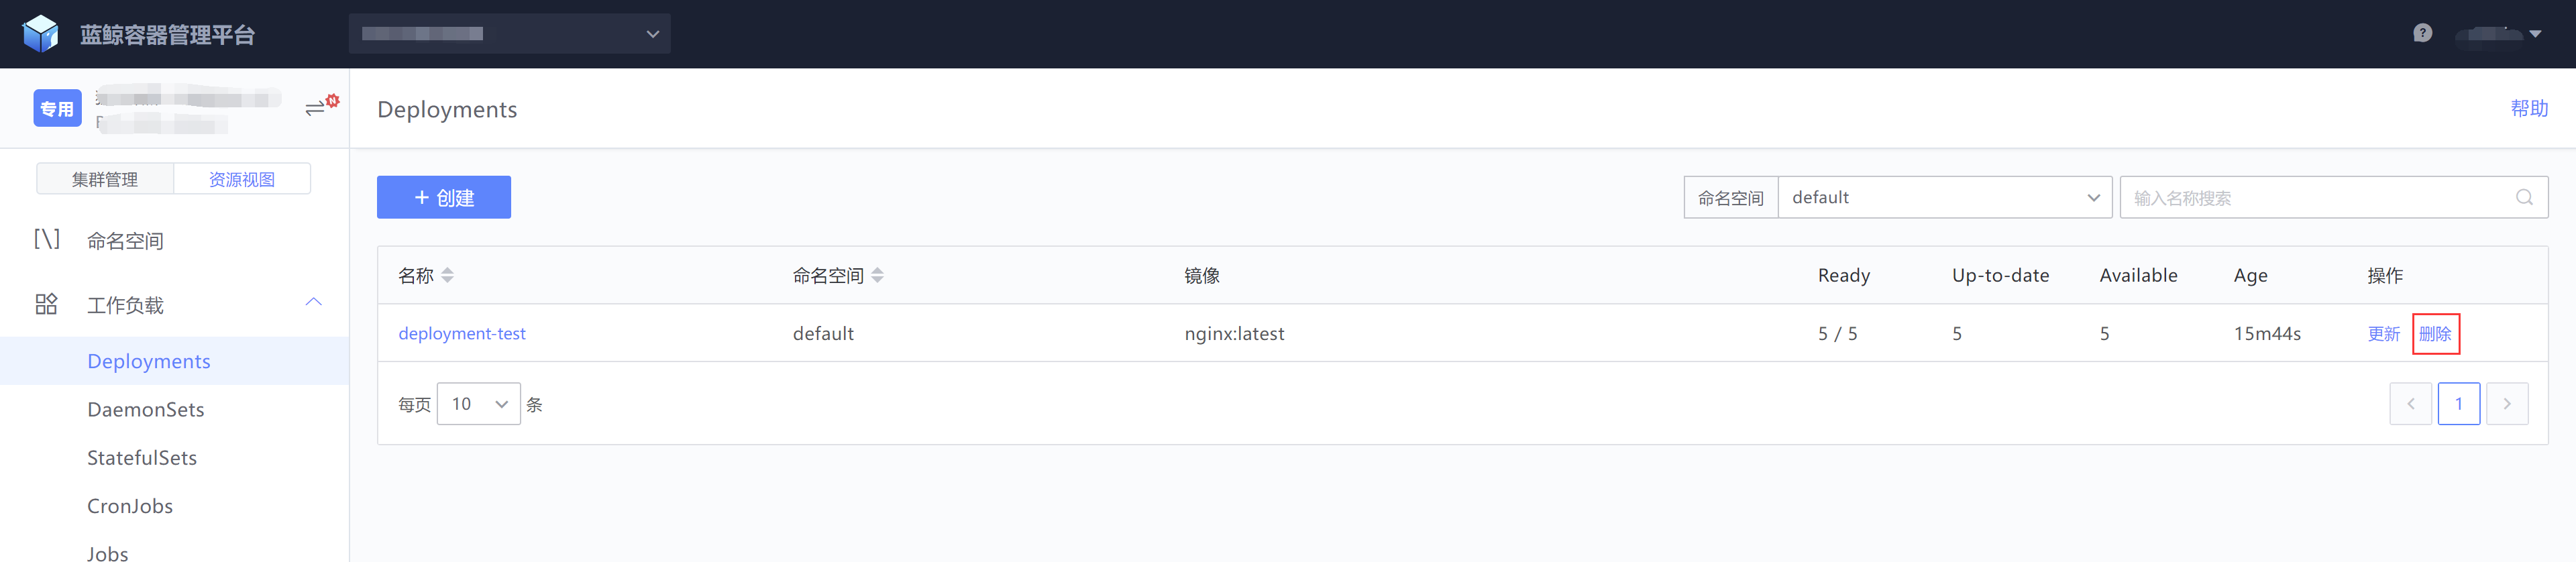 蓝鲸容器管理平台
?
专用
N
Deployments
帮助
集群管理
资源视图
+ 创建
命名空间
default
输入名称搜索
[\] 命名空间
工作负载
Deployments
DaemonSets
StatefulSets
CronJobs
Jobs
名称 命名空间 镜像 Ready Up-to-date Available Age 操作
deployment-test default nginx:latest 5 / 5 5 5 15m44s 更新 删除
每页 10 条
1